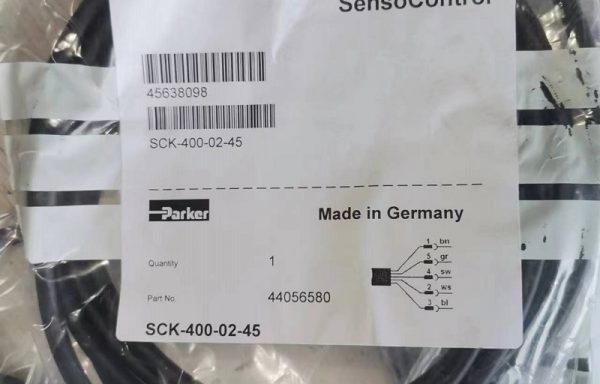 SensoControl
45638098
SCK-400-02-45
Parker
Made in Germany
Quantity 1
Part No. 44056580
SCK-400-02-45
1 bn
5 gr
4 sw
2 ws
3 bl